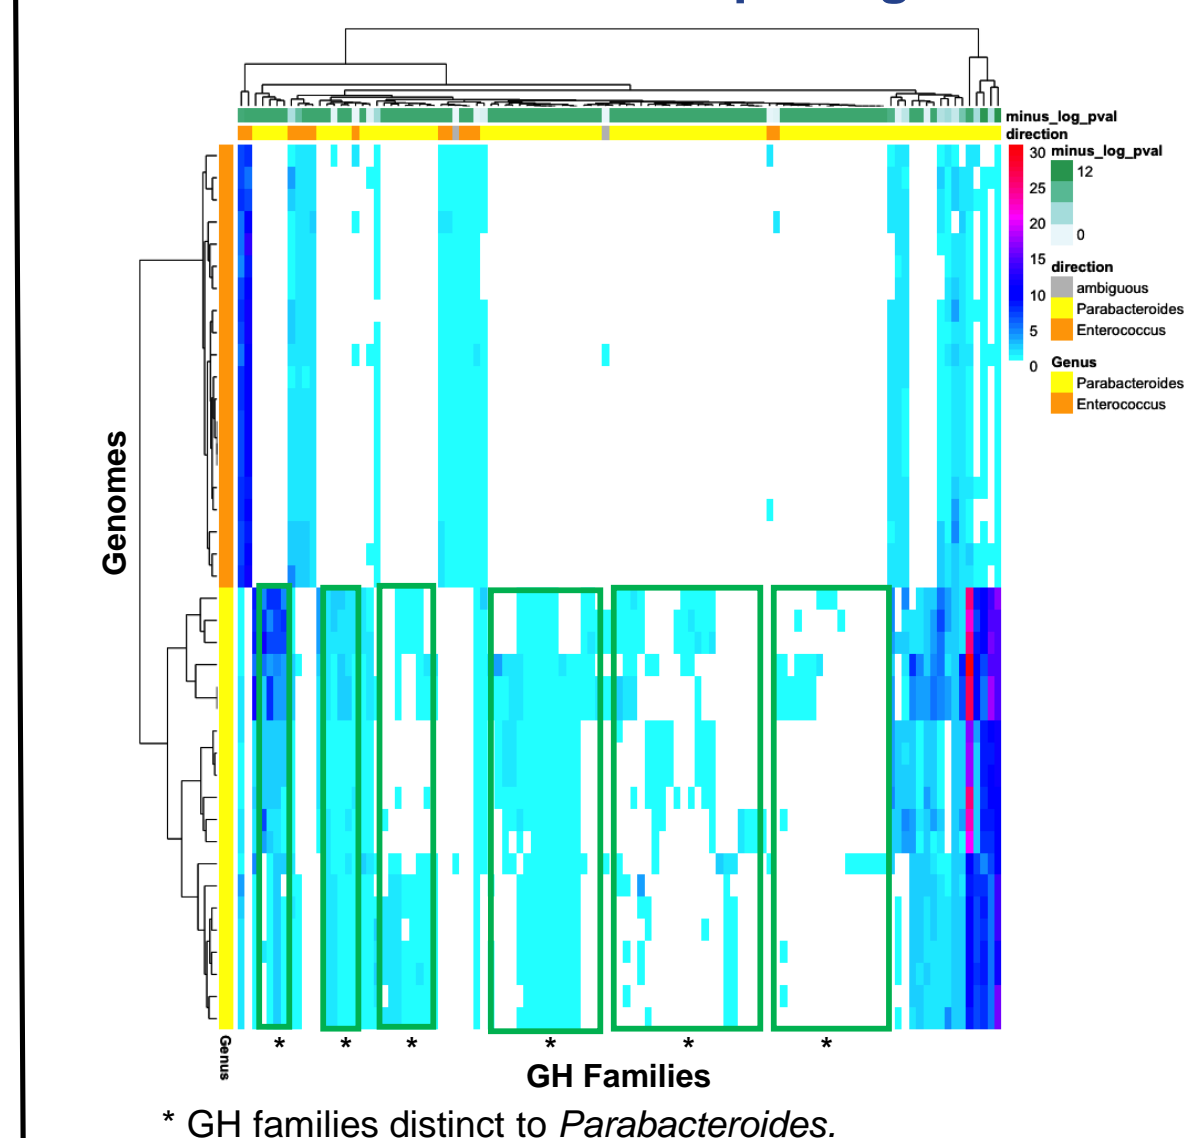 minus_log_pval
direction
30 minus_log_pval
25
20
15
10
5
0
12
0
direction
ambiguous
Parabacteroides
Enterococcus
Genus
Parabacteroides
Enterococcus
Genomes
Genus
* * * * * *
GH Families
* GH families distinct to Parabacteroides.